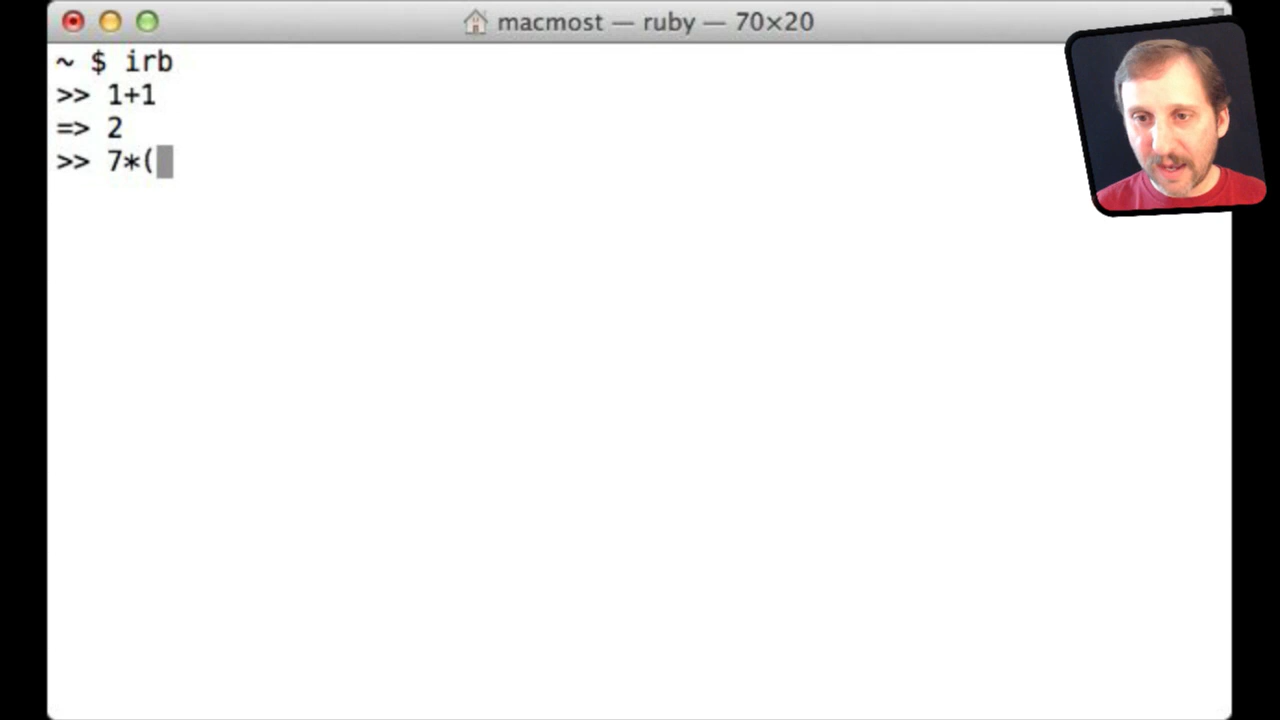 macmost — ruby — 70×20
~ $ irb
>> 1+1
=> 2
>> 7*(